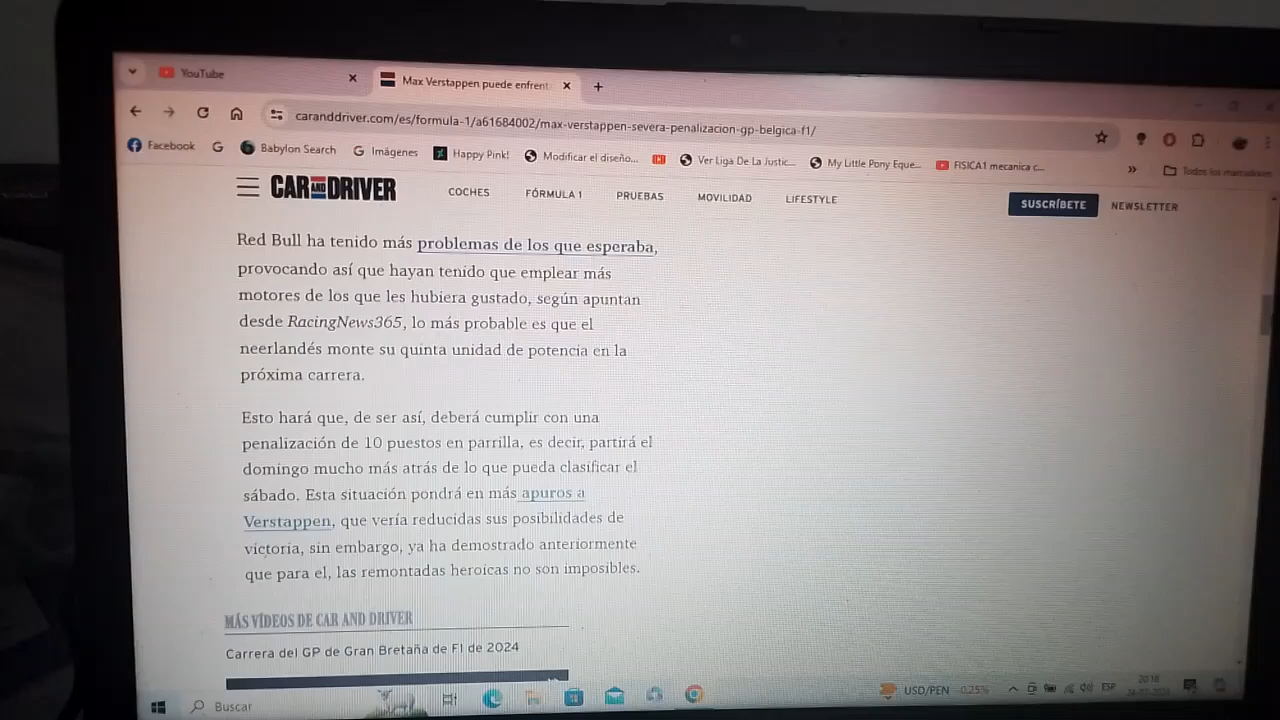 YouTube
Max Verstappen puede enfrent
caranddriver.com/es/formula-1/a61684002/max-verstappen-severa-penalizacion-gp-belgica-f1/
Facebook
Babylon Search
Imágenes
Happy Pink!
Modificar el diseño...
Ver Liga De La Justic...
My Little Pony Eque...
FISICA1 mecanica c...
»
Todos los marcadores
CAR AND DRIVER
COCHES
FÓRMULA 1
PRUEBAS
MOVILIDAD
LIFESTYLE
SUSCRÍBETE
NEWSLETTER
Red Bull ha tenido más problemas de los que esperaba,
provocando así que hayan tenido que emplear más
motores de los que les hubiera gustado, según apuntan
desde RacingNews365, lo más probable es que el
neerlandés monte su quinta unidad de potencia en la
próxima carrera.
Esto hará que, de ser así, deberá cumplir con una
penalización de 10 puestos en parrilla, es decir, partirá el
domingo mucho más atrás de lo que pueda clasificar el
sábado. Esta situación pondrá en más apuros a
Verstappen, que vería reducidas sus posibilidades de
victoria, sin embargo, ya ha demostrado anteriormente
que para el, las remontadas heroicas no son imposibles.
MÁS VÍDEOS DE CAR AND DRIVER
Carrera del GP de Gran Bretaña de F1 de 2024
Buscar
USD/PEN -0,25%
ESP
20:18